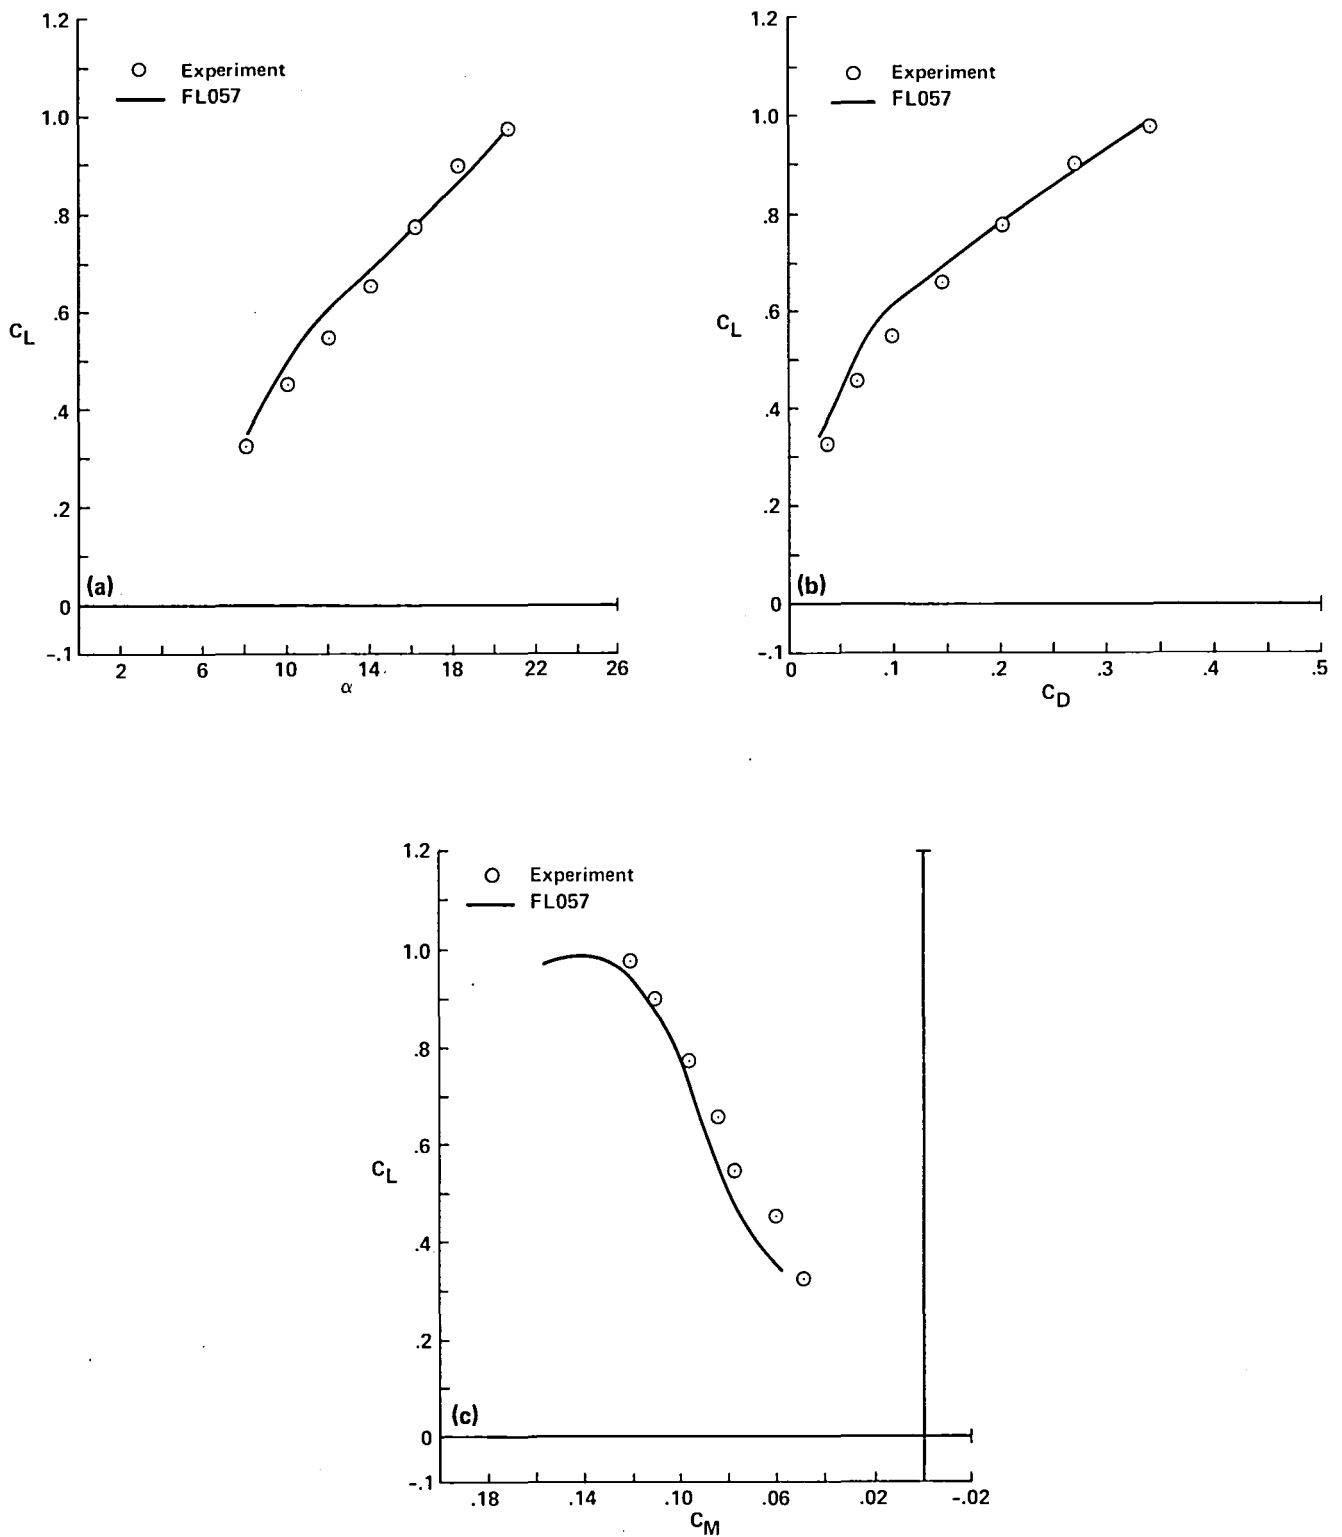 1.2
Experiment
FL057
1.0
.8
.6
CL
.4
.2
(a)
0
-.1
2 6 10 14 18 22 26
α
1.2
Experiment
FL057
1.0
.8
.6
CL
.4
.2
(b)
0
-.1
0 .1 .2 .3 .4 .5
CD
1.2
Experiment
FL057
1.0
.8
.6
CL
.4
.2
(c)
0
-.1
.18 .14 .10 .06 .02 -.02
CM